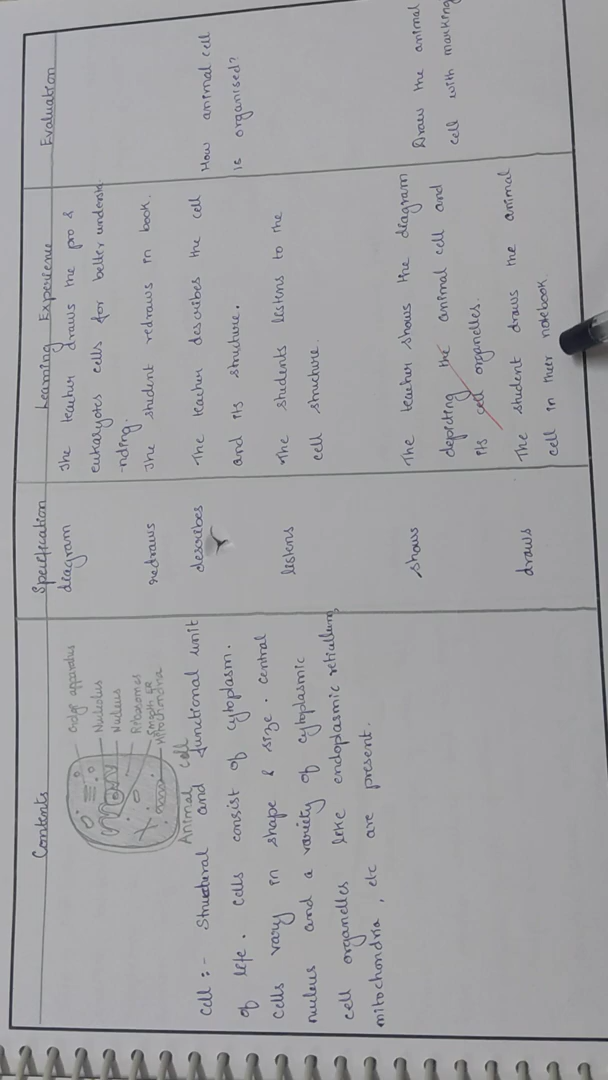 Contents
Golgi apparatus
Nucleolus
Nucleus
Ribosomes
Smooth ER
Mitochondria
Animal cell
Cell :- Structural and functional unit
of life. Cells consist of cytoplasm.
Cells vary in shape & size. Central
nucleus and a variety of cytoplasmic
cell organelles like endoplasmic reticulum,
mitochondria, etc are present.
Specification
diagram
redraws
describes
listens
shows
draws
Learning Experience
The teacher draws the pro &
eukaryotes cells for better understa-
nding.
The student redraws in book.
The teacher describes the cell
and its structure.
The students listens to the
cell structure.
The teacher shows the diagram
depicting the animal cell and
its cell organelles.
The student draws the animal
cell in their notebook.
Evaluation
How animal cell
is organised?
Draw the animal
cell with marking